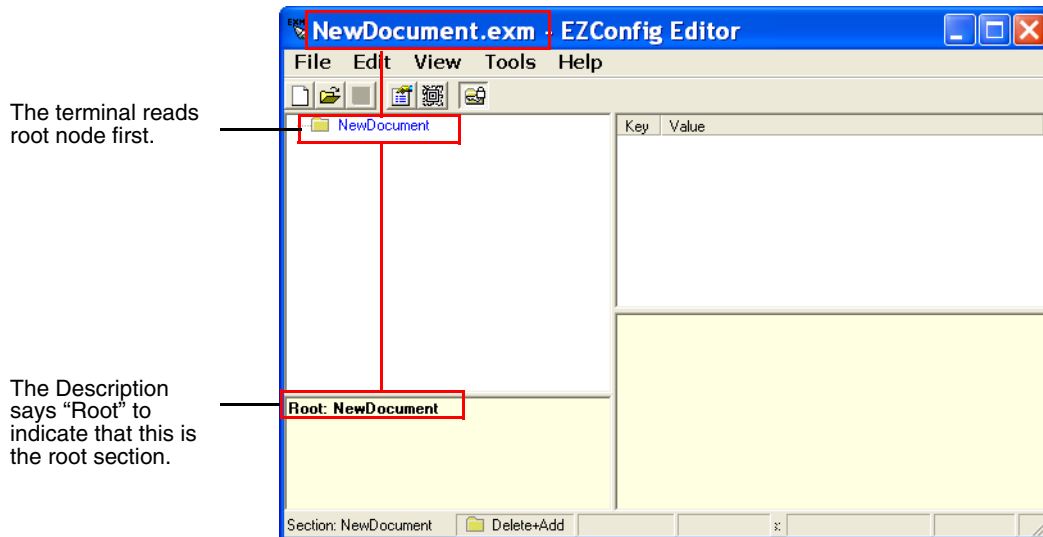 NewDocument.exm - EZConfig Editor
File Edit View Tools Help
The terminal reads
root node first.
NewDocument
Key Value
The Description
says “Root” to
indicate that this is
the root section.
Root: NewDocument
Section: NewDocument Delete+Add